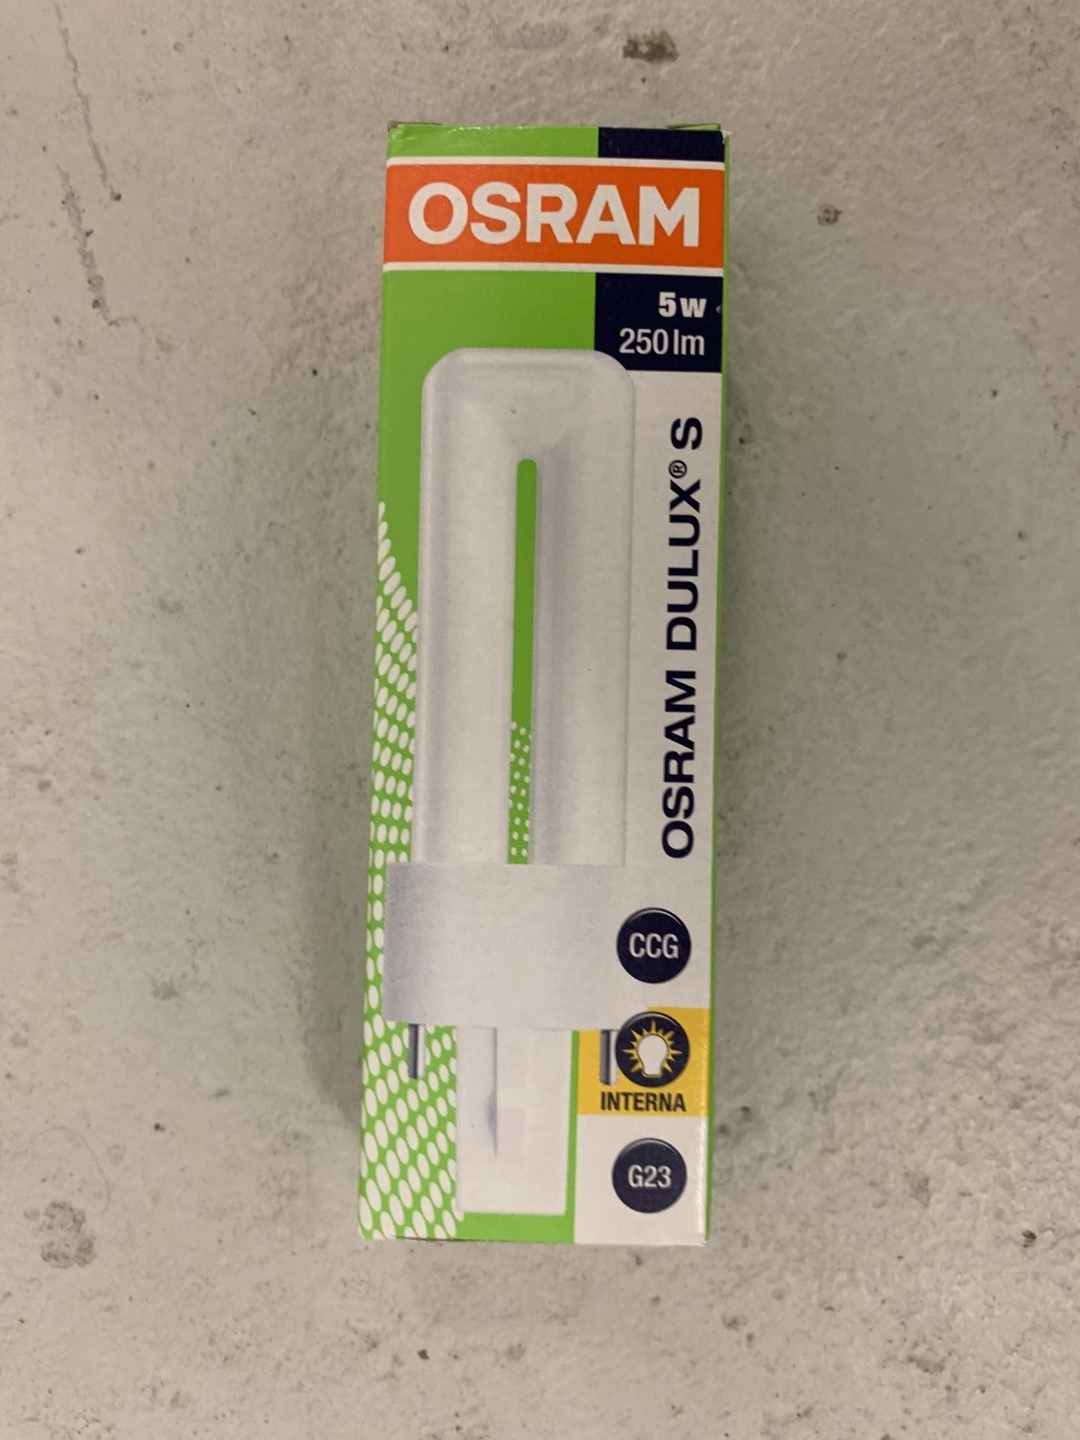 OSRAM
5w
250lm
OSRAM DULUX® S
CCG
INTERNA
G23